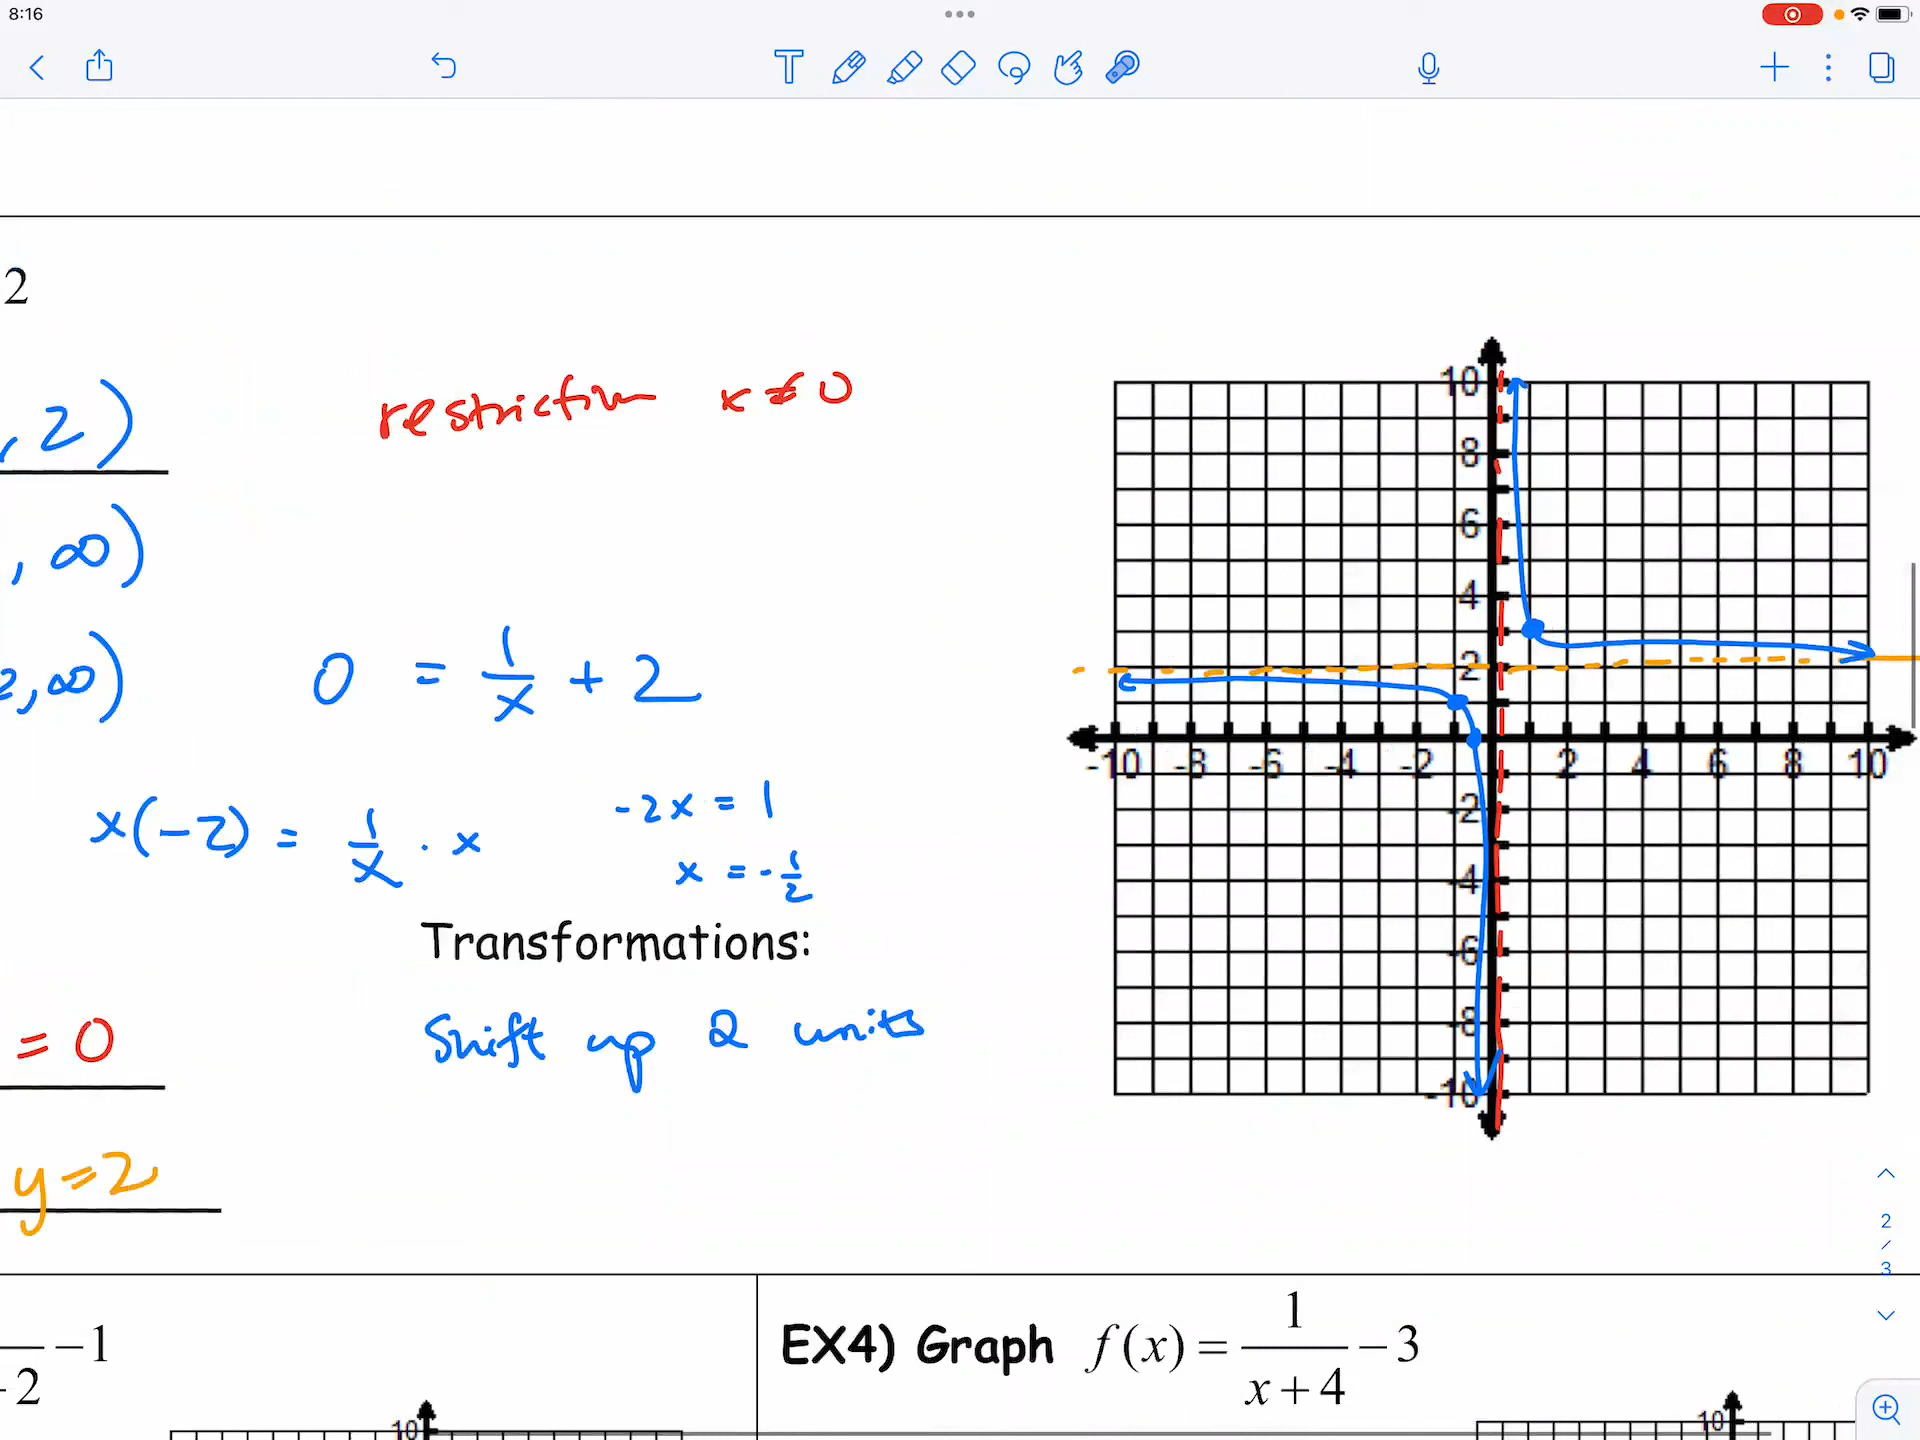 8:16
2
, 2)
restriction x ≠ 0
, ∞)
2, ∞)
0 = 1/x + 2
x(-2) = 1/x · x
-2x = 1
x = -1/2
Transformations:
Shift up 2 units
= 0
y = 2
10
8
6
4
2
-10 -8 -6 -4 -2 2 4 6 8 10
-2
-4
-6
-8
-10
2
/
3
-2 -1
10
EX4) Graph f(x) = 1/(x+4) - 3
10